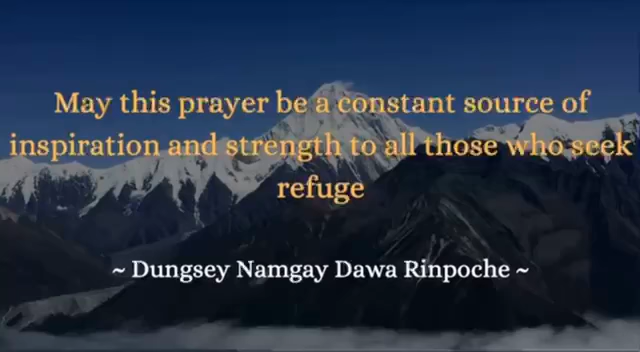 May this prayer be a constant source of
inspiration and strength to all those who seek
refuge
~ Dungsey Namgay Dawa Rinpoche ~